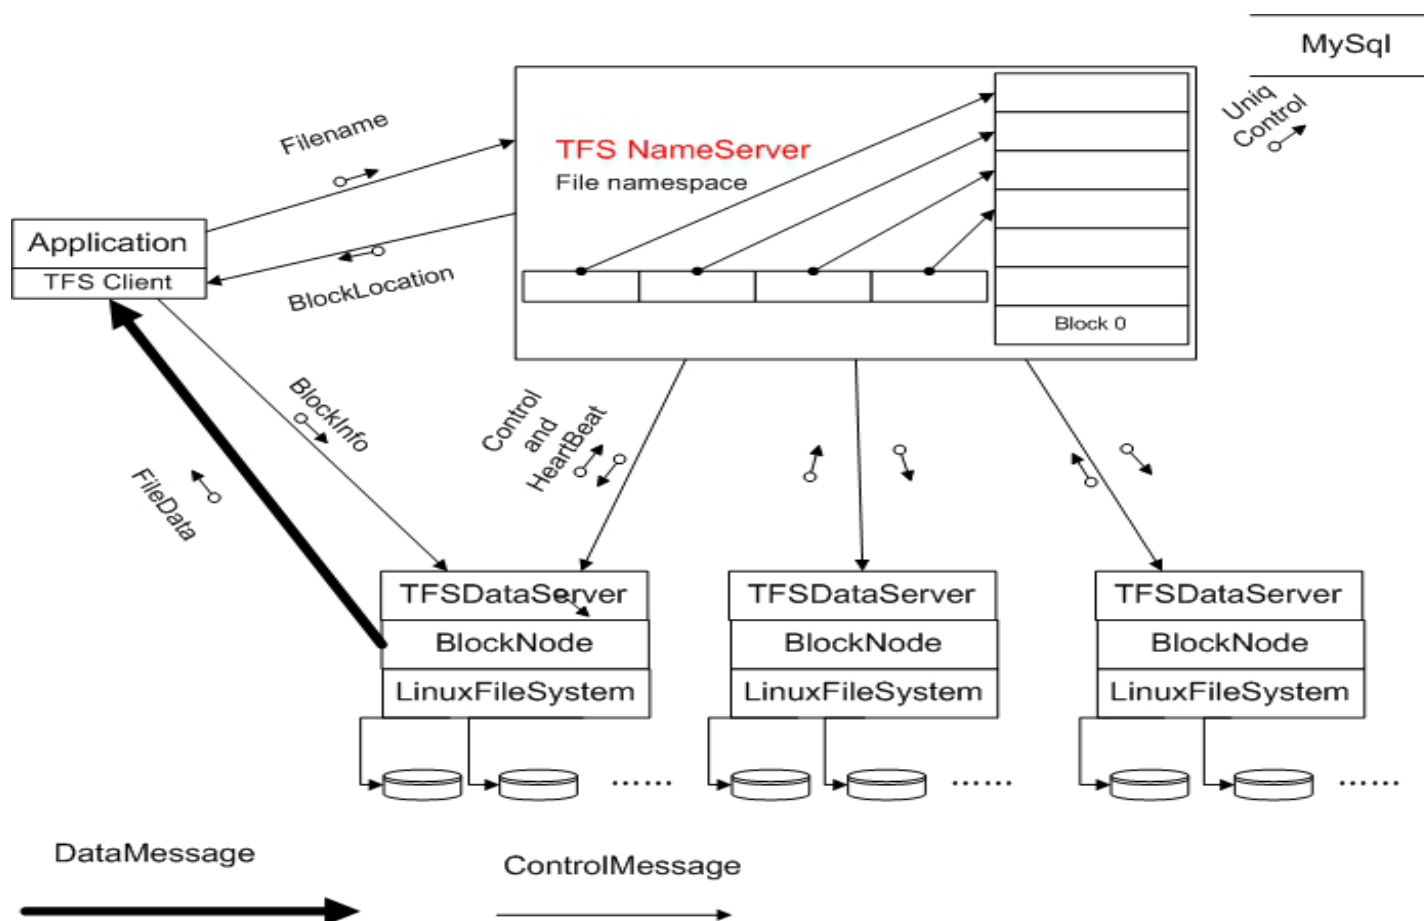 MySql
Uniq
Control
Filename
TFS NameServer
File namespace
Application
TFS Client
BlockLocation
Block 0
BlockInfo
Control
and
HeartBeat
FileData
TFSDataServer
TFSDataServer
TFSDataServer
BlockNode
BlockNode
BlockNode
LinuxFileSystem
LinuxFileSystem
LinuxFileSystem
......
......
......
DataMessage
ControlMessage